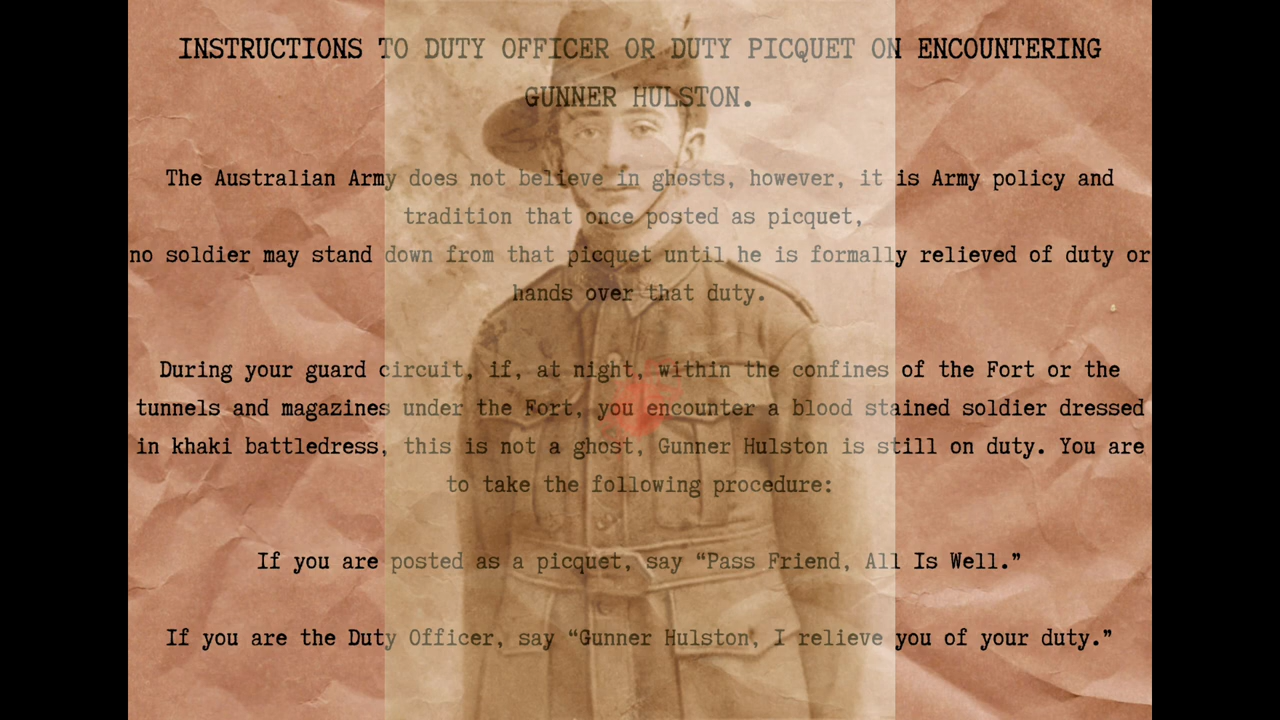 INSTRUCTIONS TO DUTY OFFICER OR DUTY PICQUET ON ENCOUNTERING
GUNNER HULSTON.
The Australian Army does not believe in ghosts, however, it is Army policy and
tradition that once posted as picquet,
no soldier may stand down from that picquet until he is formally relieved of duty or
hands over that duty.
During your guard circuit, if, at night, within the confines of the Fort or the
tunnels and magazines under the Fort, you encounter a blood stained soldier dressed
in khaki battledress, this is not a ghost, Gunner Hulston is still on duty. You are
to take the following procedure:
If you are posted as a picquet, say “Pass Friend, All Is Well.”
If you are the Duty Officer, say “Gunner Hulston, I relieve you of your duty.”